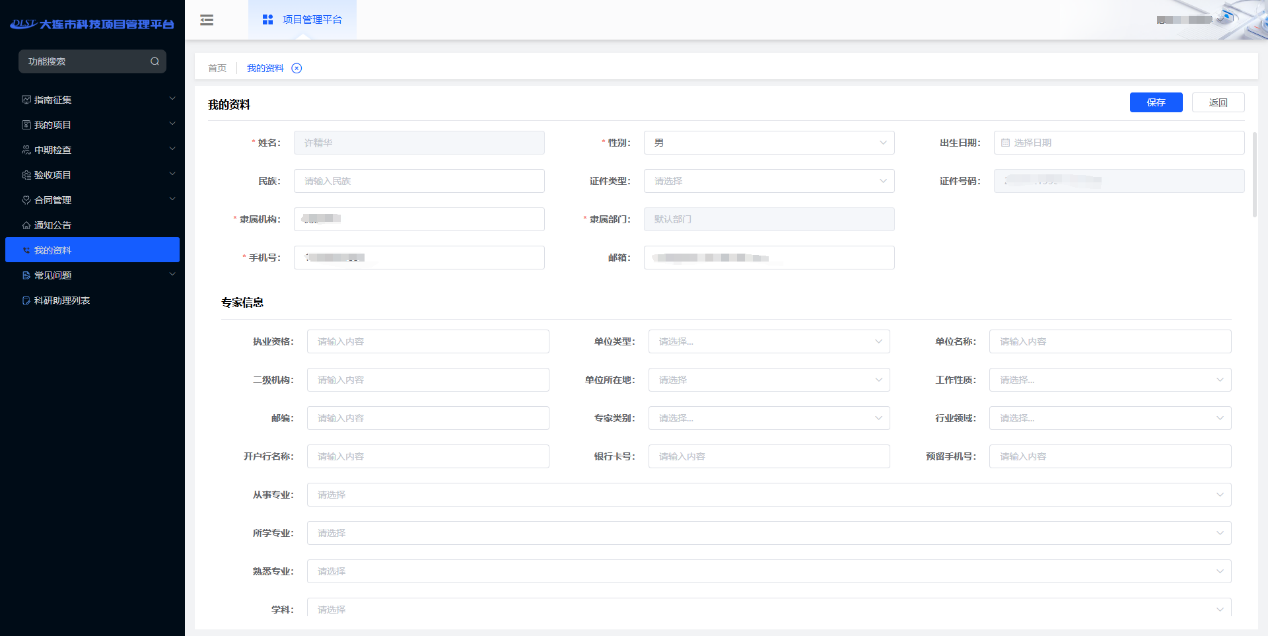 DLST 大连市科技项目管理平台
项目管理平台
功能搜索
首页 我的资料
指南征集
我的项目
中期检查
验收项目
合同管理
通知公告
我的资料
常见问题
科研助理列表
我的资料 保存 返回
* 姓名: 许精华 * 性别: 男 出生日期: 选择日期
民族: 请输入民族 证件类型: 请选择 证件号码:
* 隶属机构: * 隶属部门: 默认部门
* 手机号: 邮箱:
专家信息
执业资格: 请输入内容 单位类型: 请选择... 单位名称: 请输入内容
二级机构: 请输入内容 单位所在地: 请选择 工作性质: 请选择...
邮编: 请输入内容 专家类别: 请选择... 行业领域: 请选择...
开户行名称: 请输入内容 银行卡号: 请输入内容 预留手机号: 请输入内容
从事专业: 请选择
所学专业: 请选择
熟悉专业: 请选择
学科: 请选择